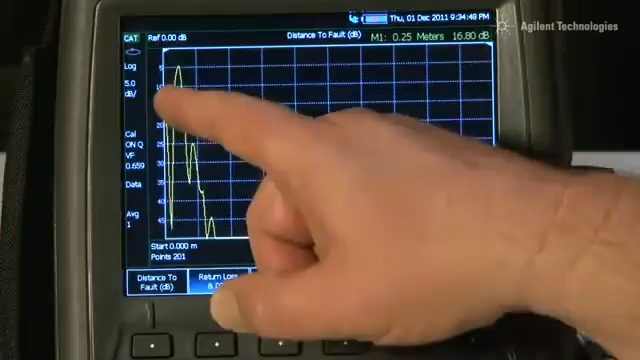 Thu, 01 Dec 2011 9:34:48 PM
Agilent Technologies
CAT Ref 0.00 dB Distance To Fault (dB) M1: 0.25 Meters 16.80 dB
Log
5.0
dB/
Cal
ON Q
VF
0.659
Data
Avg
1
5
10
20
25
30
35
40
45
Start 0.000 m
Points 201
Distance To
Fault (dB)
Return Loss